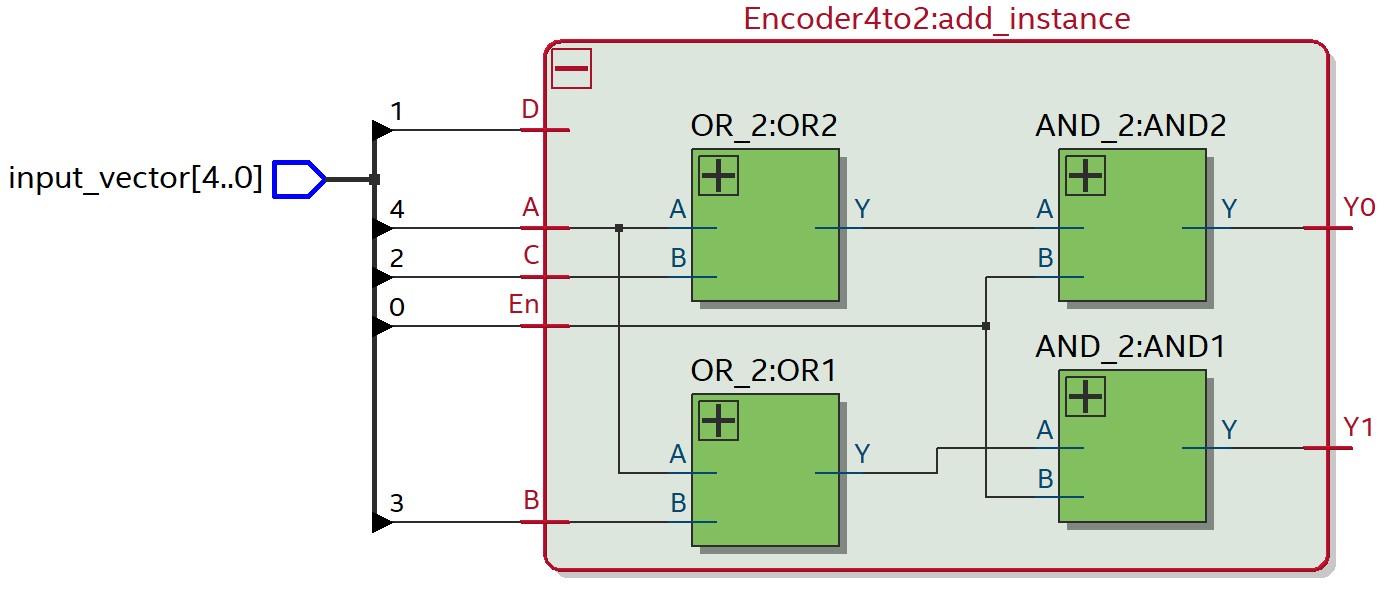 Encoder4to2:add_instance
1
D
OR_2:OR2
AND_2:AND2
input_vector[4..0]
4
A
A
Y
A
Y
Y0
2
C
B
B
0
En
OR_2:OR1
AND_2:AND1
A
Y
A
Y
Y1
3
B
B
B